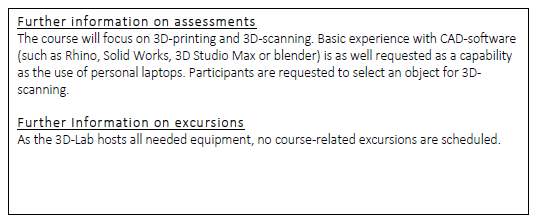 Further information on assessments
The course will focus on 3D-printing and 3D-scanning. Basic experience with CAD-software
(such as Rhino, Solid Works, 3D Studio Max or blender) is as well requested as a capability
as the use of personal laptops. Participants are requested to select an object for 3D-
scanning.
Further Information on excursions
As the 3D-Lab hosts all needed equipment, no course-related excursions are scheduled.